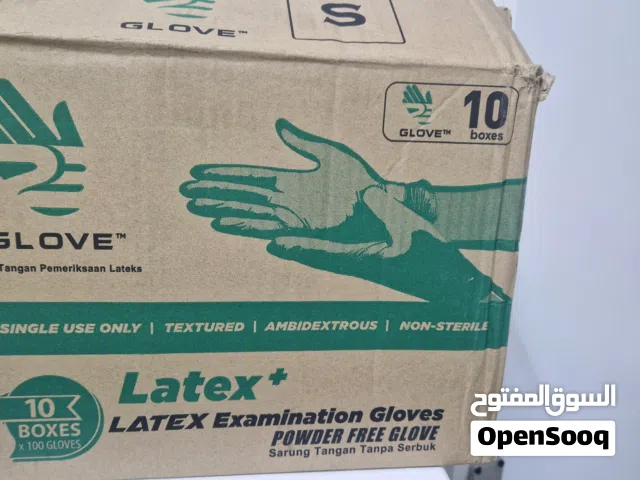 GLOVE™
S
GLOVE™
10
boxes
GLOVE™
Tangan Pemeriksaan Lateks
SINGLE USE ONLY | TEXTURED | AMBIDEXTROUS | NON-STERILE
10
BOXES
x 100 GLOVES
Latex+
LATEX Examination Gloves
POWDER FREE GLOVE
Sarung Tangan Tanpa Serbuk
السوق المفتوح
OpenSooq